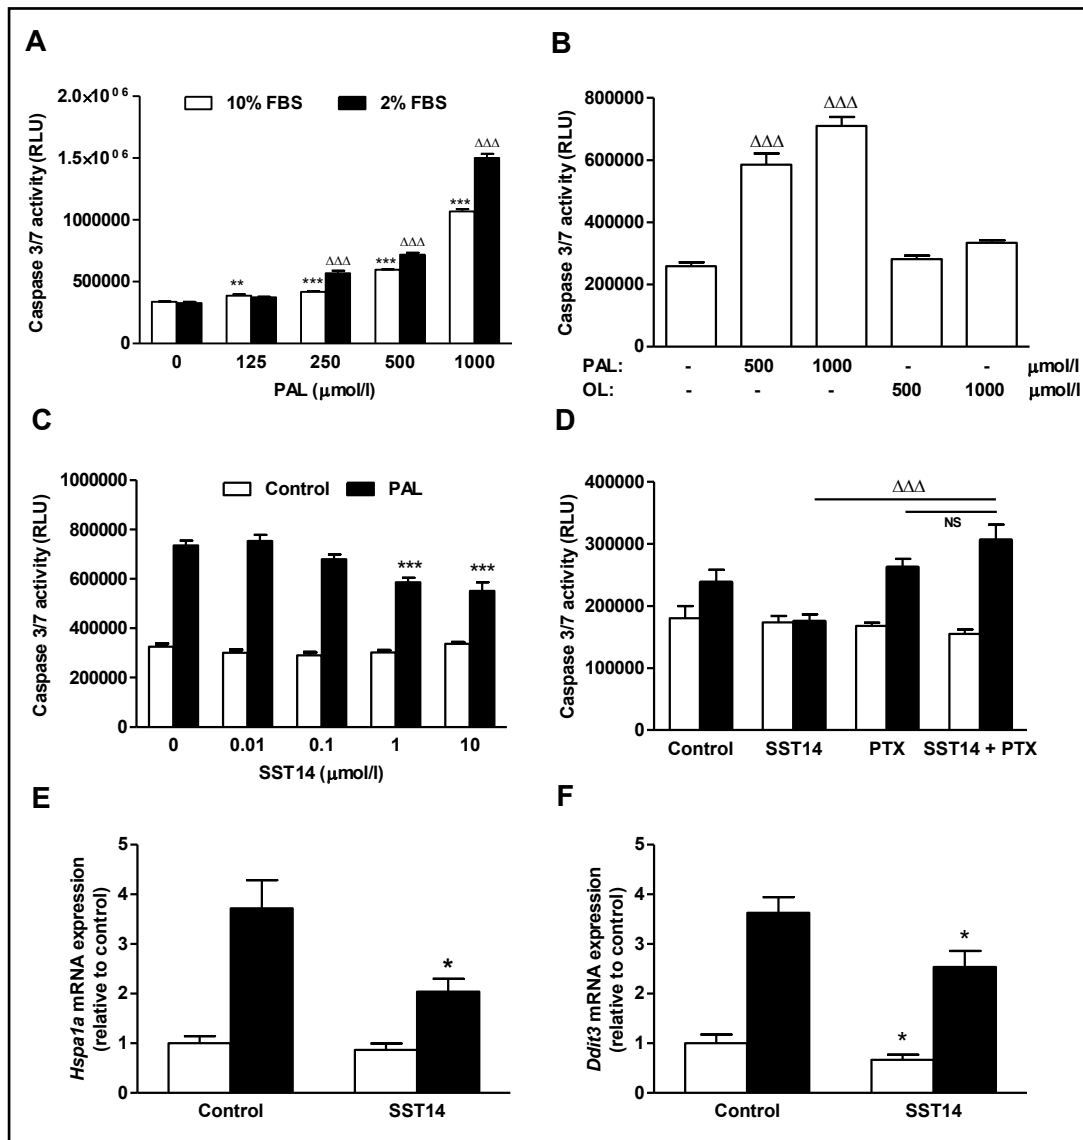 A
Caspase 3/7 activity (RLU)
2.0×10⁰⁶
1.5×10⁰⁶
1000000
500000
0
10% FBS 2% FBS
** *** ΔΔΔ *** ΔΔΔ *** ΔΔΔ
0 125 250 500 1000
PAL (μmol/l)
B
Caspase 3/7 activity (RLU)
800000
600000
400000
200000
0
ΔΔΔ ΔΔΔ
PAL: - 500 1000 - - μmol/l
OL: - - - 500 1000 μmol/l
C
Caspase 3/7 activity (RLU)
1000000
800000
600000
400000
200000
0
Control PAL
*** ***
0 0.01 0.1 1 10
SST14 (μmol/l)
D
Caspase 3/7 activity (RLU)
400000
300000
200000
100000
0
ΔΔΔ
NS
Control SST14 PTX SST14 + PTX
E
Hspa1a mRNA expression
(relative to control)
5
4
3
2
1
0
*
Control SST14
F
Ddit3 mRNA expression
(relative to control)
5
4
3
2
1
0
* *
Control SST14